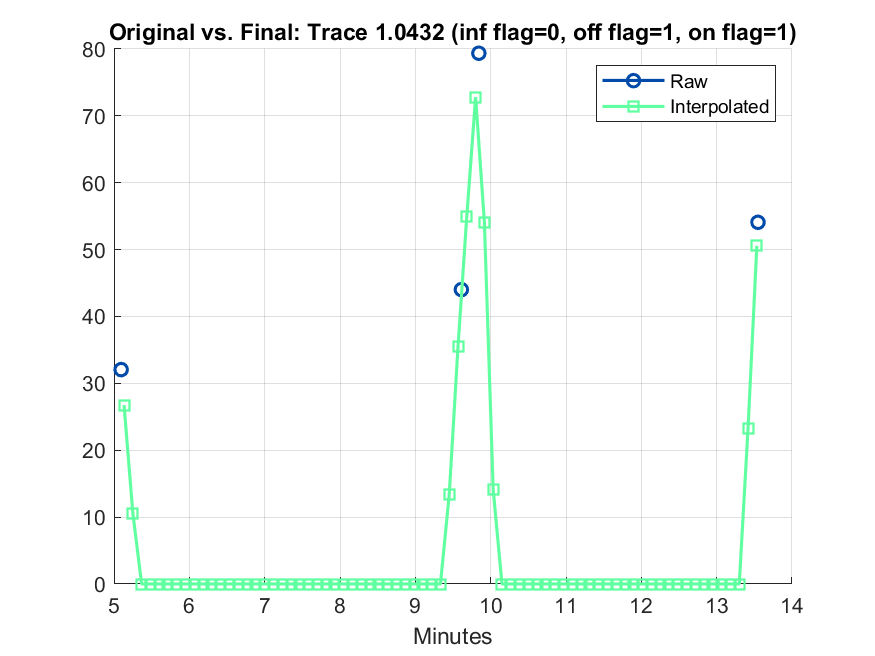 Original vs. Final: Trace 1.0432 (inf flag=0, off flag=1, on flag=1)
80
70
60
50
40
30
20
10
0
Raw
Interpolated
5 6 7 8 9 10 11 12 13 14
Minutes